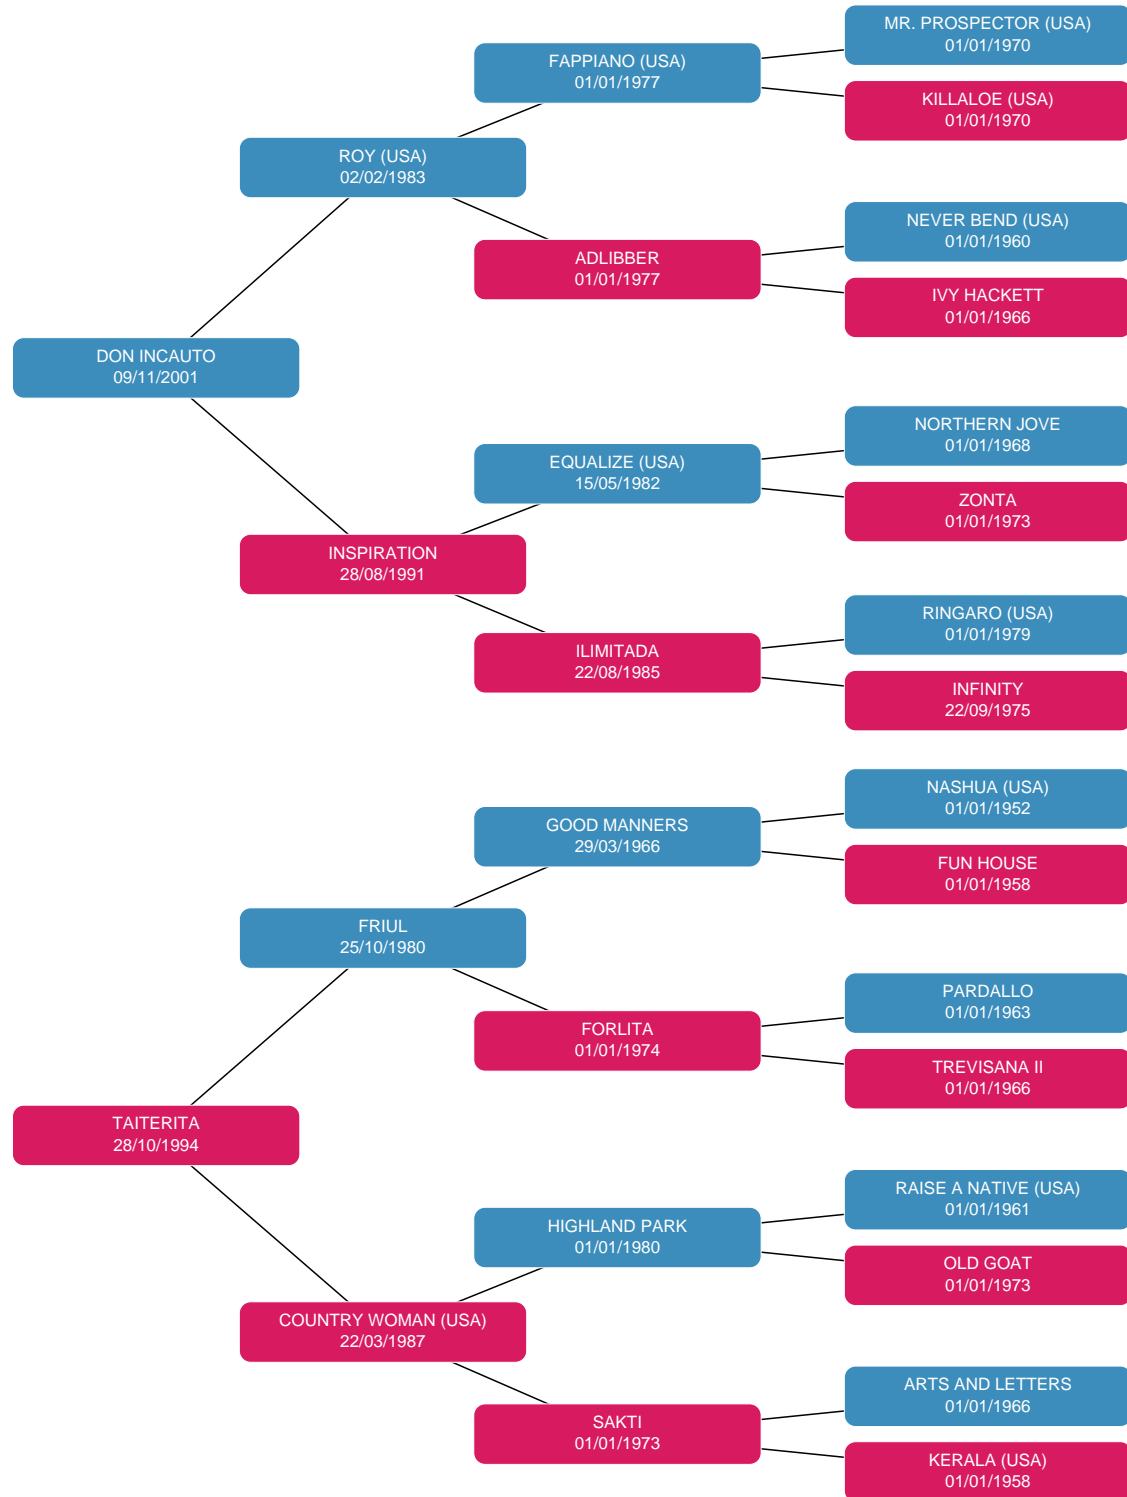 MR. PROSPECTOR (USA)
01/01/1970
FAPPIANO (USA)
01/01/1977
KILLALOE (USA)
01/01/1970
ROY (USA)
02/02/1983
NEVER BEND (USA)
01/01/1960
ADLIBBER
01/01/1977
IVY HACKETT
01/01/1966
DON INCAUTO
09/11/2001
NORTHERN JOVE
01/01/1968
EQUALIZE (USA)
15/05/1982
ZONTA
01/01/1973
INSPIRATION
28/08/1991
RINGARO (USA)
01/01/1979
ILIMITADA
22/08/1985
INFINITY
22/09/1975
NASHUA (USA)
01/01/1952
GOOD MANNERS
29/03/1966
FUN HOUSE
01/01/1958
FRIUL
25/10/1980
PARDALLO
01/01/1963
FORLITA
01/01/1974
TREVISANA II
01/01/1966
TAITERITA
28/10/1994
RAISE A NATIVE (USA)
01/01/1961
HIGHLAND PARK
01/01/1980
OLD GOAT
01/01/1973
COUNTRY WOMAN (USA)
22/03/1987
ARTS AND LETTERS
01/01/1966
SAKTI
01/01/1973
KERALA (USA)
01/01/1958